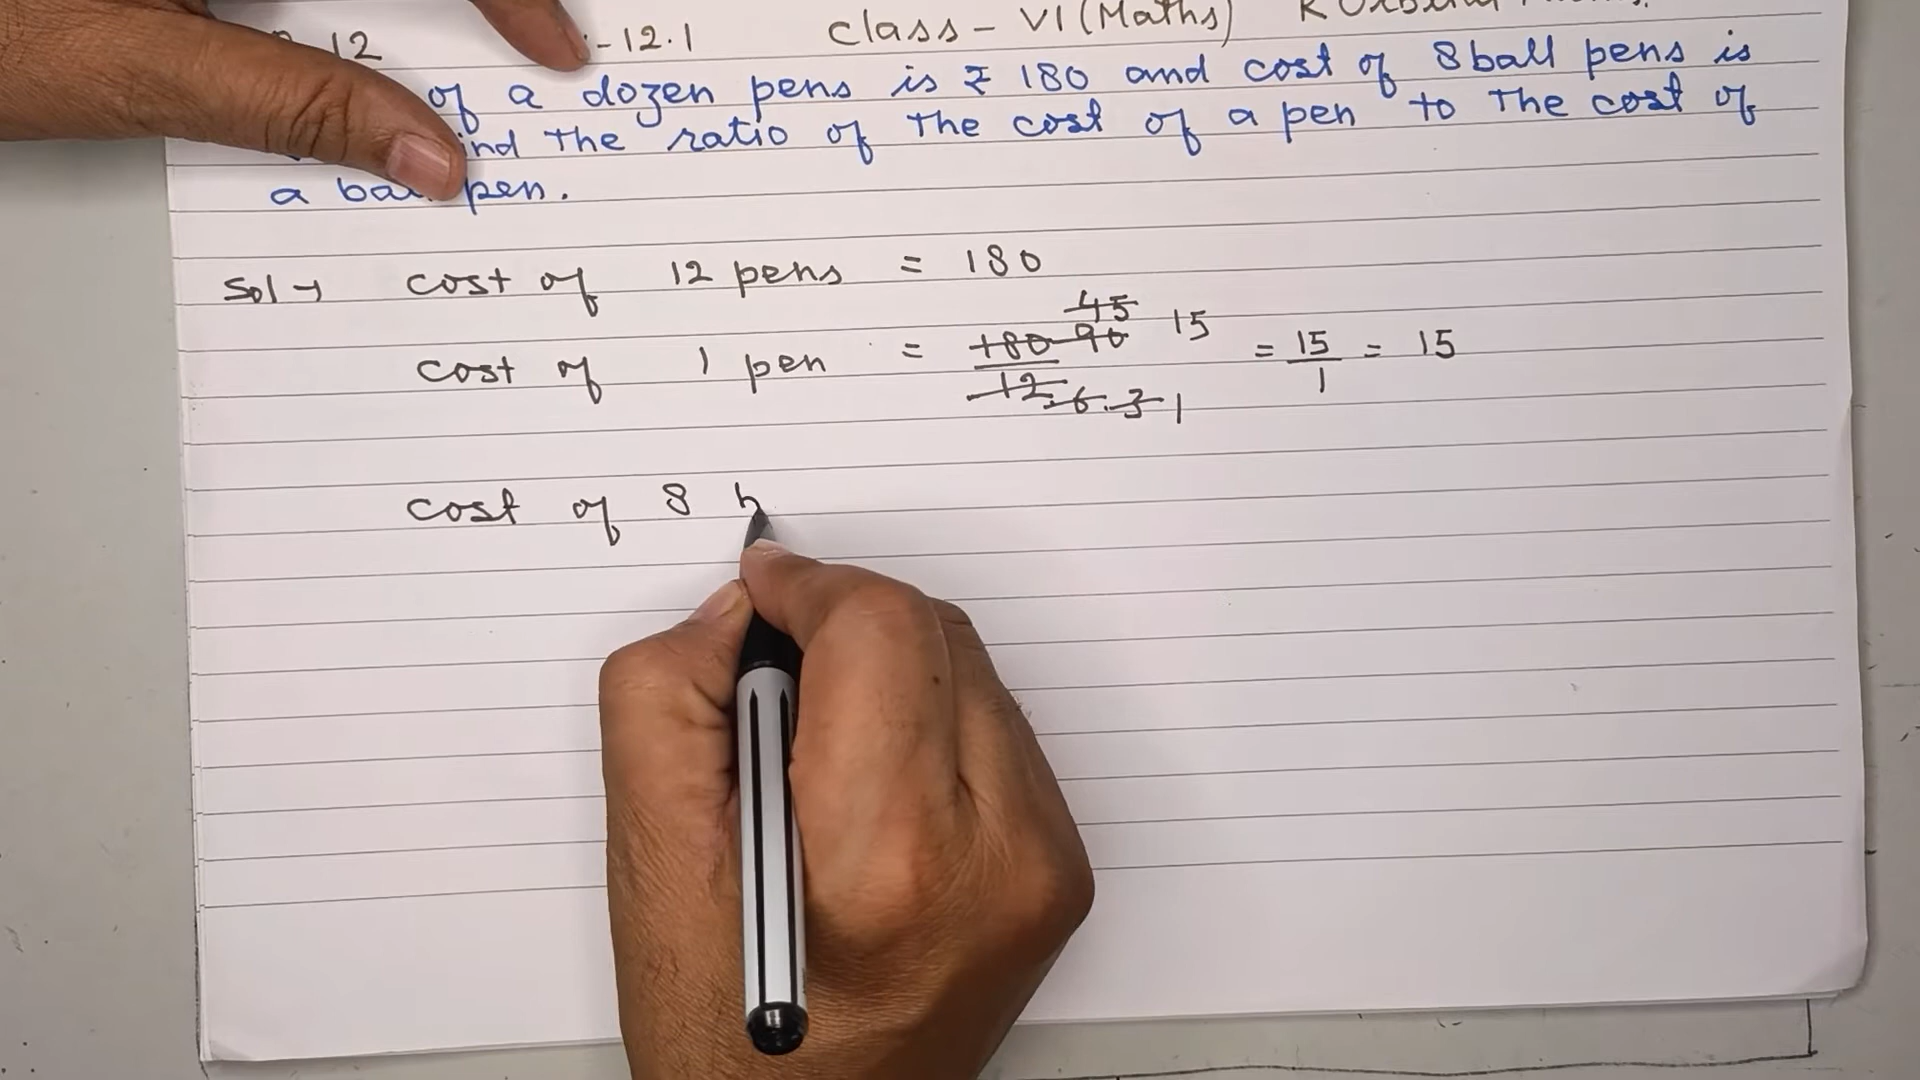 12 :-12.1 Class - VI (Maths)
of a dozen pens is ₹ 180 and cost of 8 ball pens is
ind the ratio of the cost of a pen to the cost of
a ba pen.
Sol → cost of 12 pens = 180
45
cost of 1 pen = 180 90 15 = 15 = 15
12 6 3 1 1
cost of 8 b